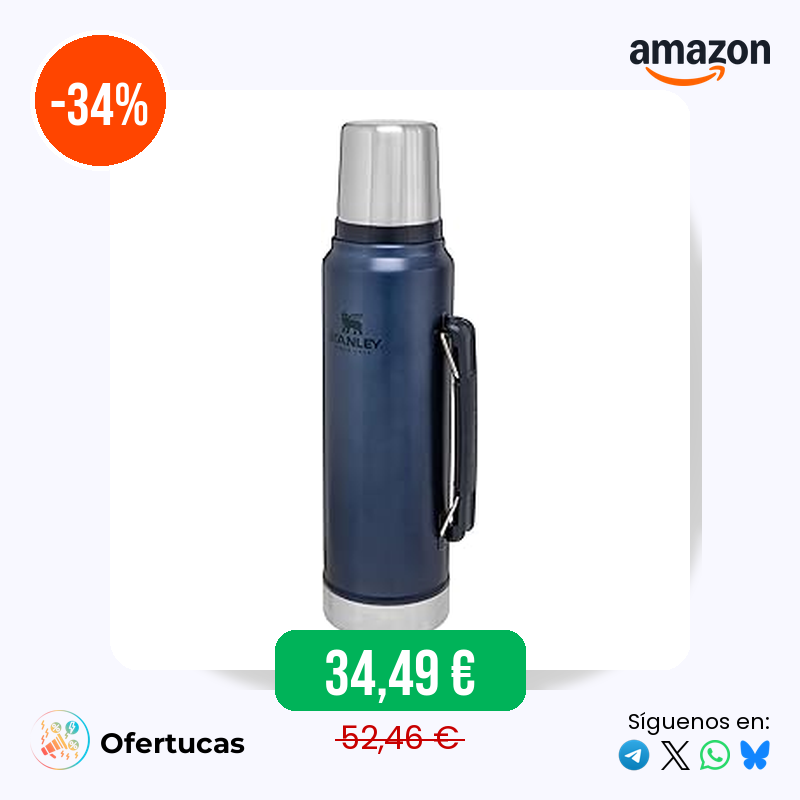 -34%
amazon
STANLEY
34,49 €
52,46 €
Ofertucas
Síguenos en: